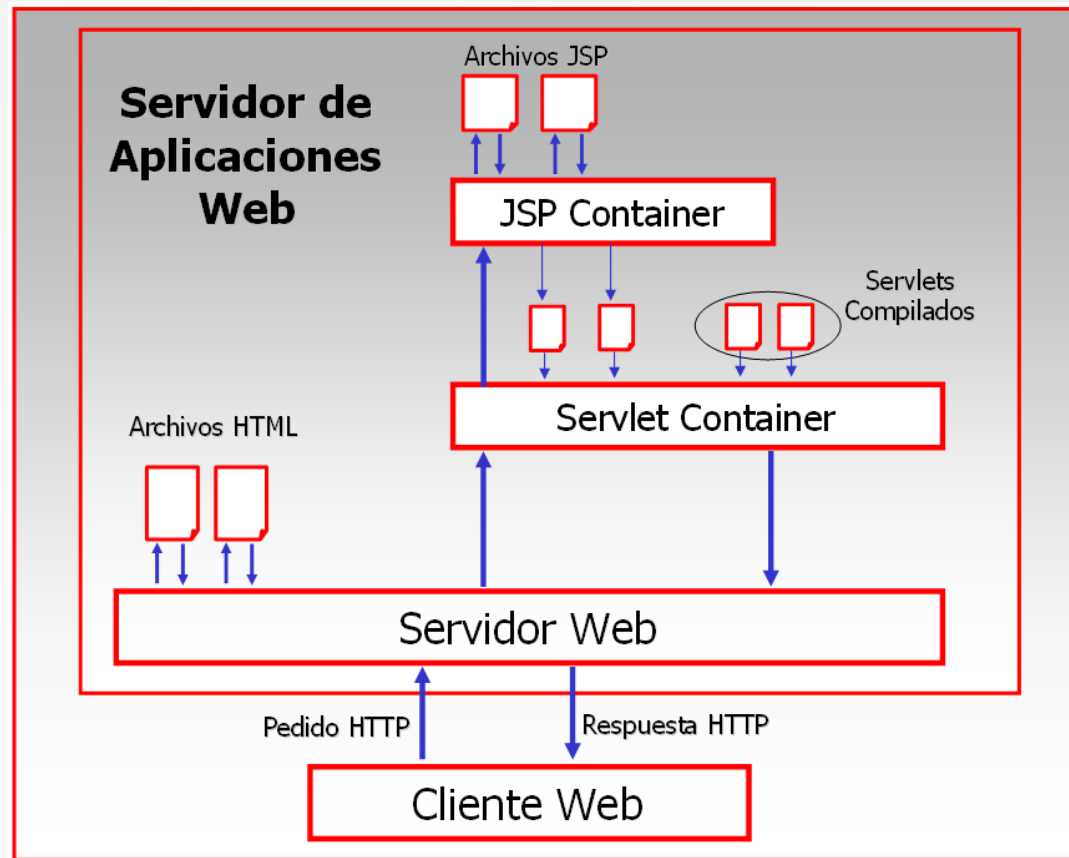 Archivos JSP
Servidor de
Aplicaciones
Web
JSP Container
Servlets
Compilados
Servlet Container
Archivos HTML
Servidor Web
Pedido HTTP
Respuesta HTTP
Cliente Web